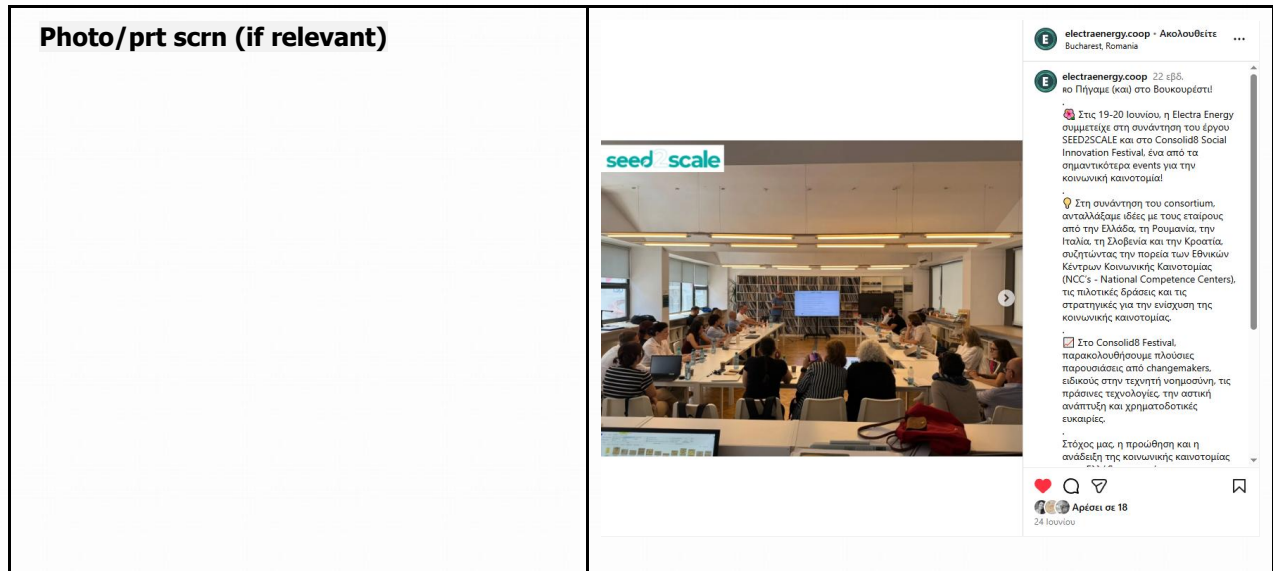 Photo/prt scrn (if relevant)
electraenergy.coop • Ακολουθείτε
Bucharest, Romania
electraenergy.coop 22 εβδ.
RO Πήγαμε (και) στο Βουκουρέστι!
.
Στις 19-20 Ιουνίου, η Electra Energy
συμμετείχε στη συνάντηση του έργου
SEED2SCALE και στο Consolid8 Social
Innovation Festival, ένα από τα
σημαντικότερα events για την
κοινωνική καινοτομία!
.
Στη συνάντηση του consortium,
ανταλλάξαμε ιδέες με τους εταίρους
από την Ελλάδα, τη Ρουμανία, την
Ιταλία, τη Σλοβενία και την Κροατία,
συζητώντας την πορεία των Εθνικών
Κέντρων Κοινωνικής Καινοτομίας
(NCC's - National Competence Centers),
τις πιλοτικές δράσεις και τις
στρατηγικές για την ενίσχυση της
κοινωνικής καινοτομίας.
.
Στο Consolid8 Festival,
παρακολουθήσουμε πλούσιες
παρουσιάσεις από changemakers,
ειδικούς στην τεχνητή νοημοσύνη, τις
πράσινες τεχνολογίες, την αστική
ανάπτυξη και χρηματοδοτικές
ευκαιρίες.
.
Στόχος μας, η προώθηση και η
ανάδειξη της κοινωνικής καινοτομίας
Αρέσει σε 18
24 Ιουνίου
seed2scale